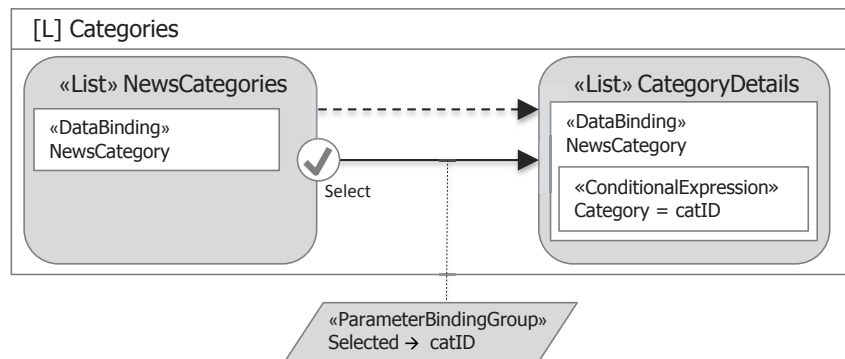 [L] Categories
«List» NewsCategories
«DataBinding»
NewsCategory
Select
«List» CategoryDetails
«DataBinding»
NewsCategory
«ConditionalExpression»
Category = catID
«ParameterBindingGroup»
Selected → catID